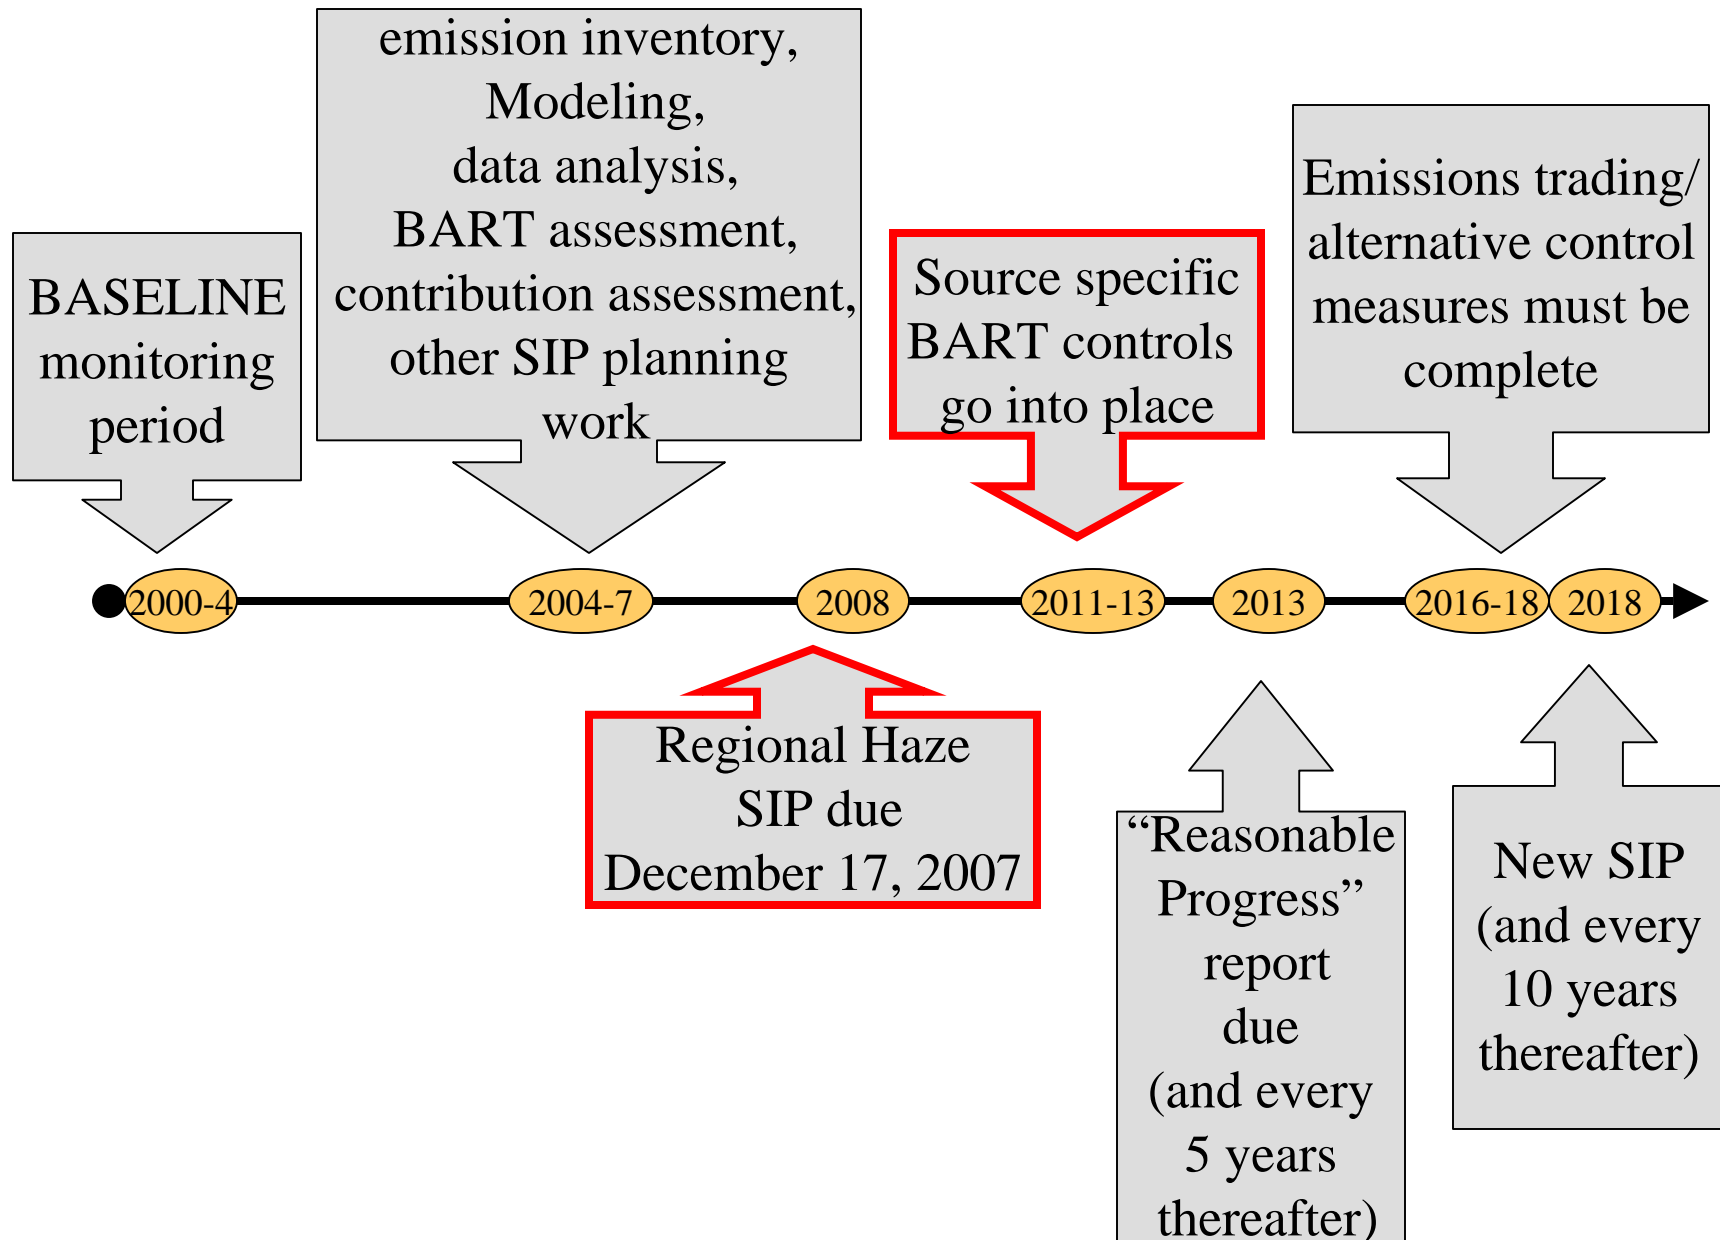 emission inventory,
Modeling,
data analysis,
BART assessment,
contribution assessment,
other SIP planning
work
BASELINE
monitoring
period
Source specific
BART controls
go into place
Emissions trading/
alternative control
measures must be
complete
2000-4
2004-7
2008
2011-13
2013
2016-18
2018
Regional Haze
SIP due
December 17, 2007
“Reasonable
Progress”
report
due
(and every
5 years
thereafter)
New SIP
(and every
10 years
thereafter)